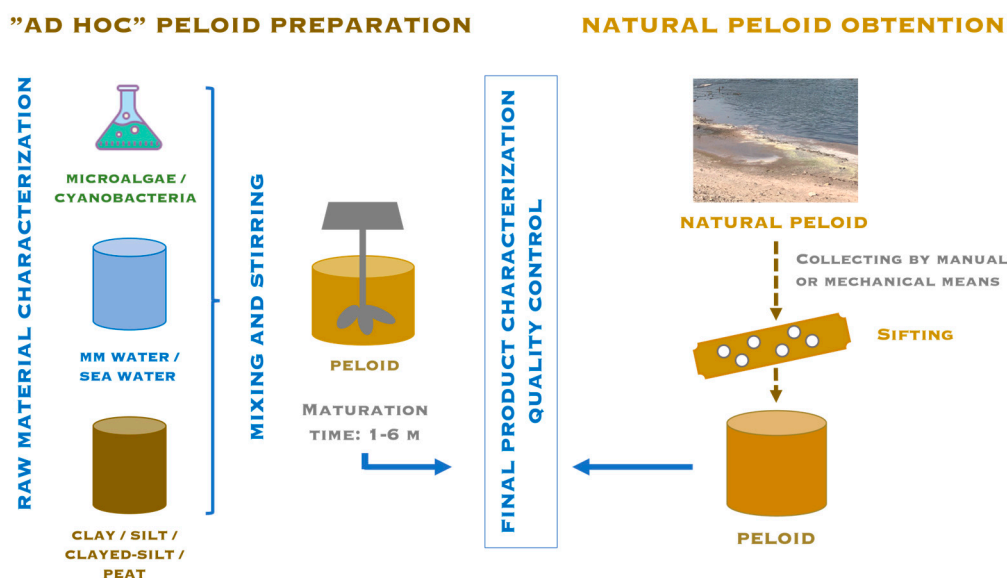 "AD HOC" PELOID PREPARATION
RAW MATERIAL CHARACTERIZATION
MICROALGAE /
CYANOBACTERIA
MM WATER /
SEA WATER
CLAY / SILT /
CLAYED-SILT /
PEAT
MIXING AND STIRRING
PELOID
MATURATION
TIME: 1-6 M
FINAL PRODUCT CHARACTERIZATION
QUALITY CONTROL
NATURAL PELOID OBTENTION
NATURAL PELOID
COLLECTING BY MANUAL
OR MECHANICAL MEANS
SIFTING
PELOID